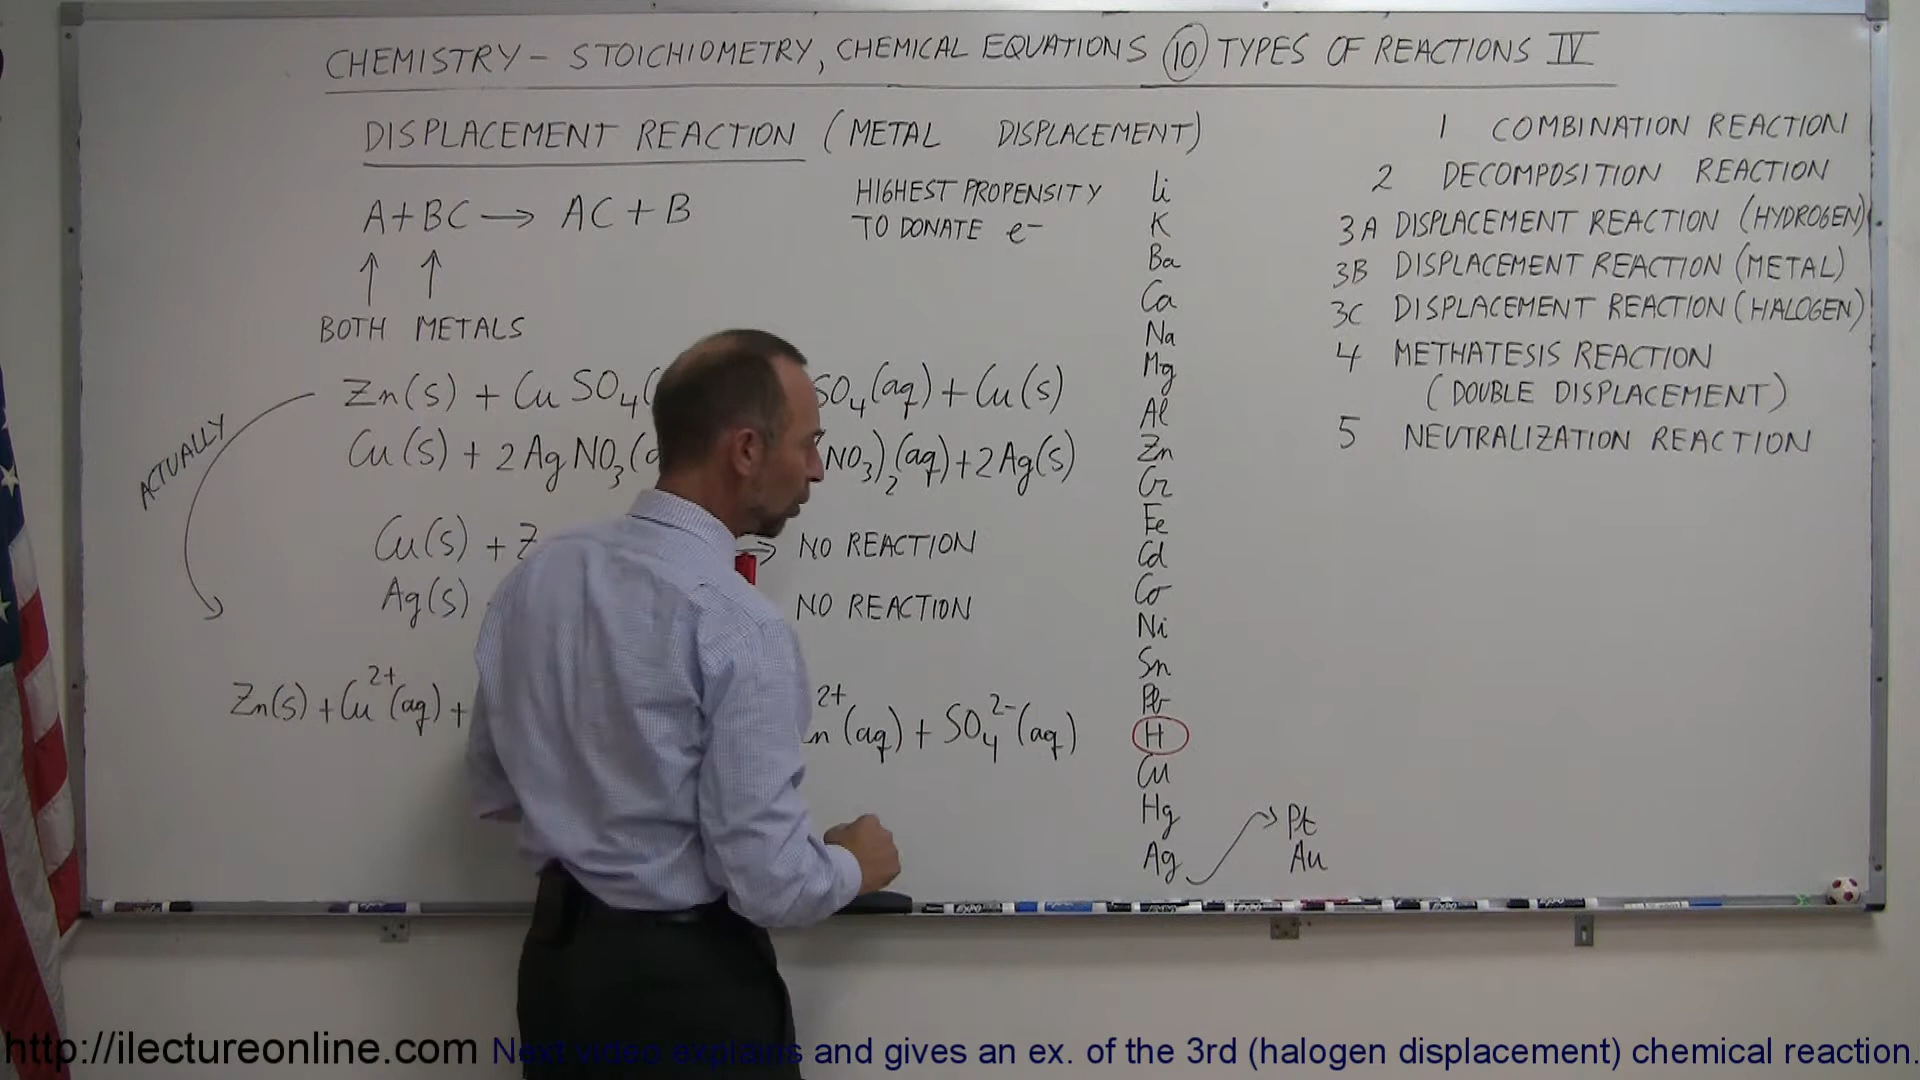 CHEMISTRY - STOICHIOMETRY, CHEMICAL EQUATIONS 10 TYPES OF REACTIONS IV
DISPLACEMENT REACTION (METAL DISPLACEMENT)
A + BC → AC + B
↑ ↑
BOTH METALS
Zn(s) + CuSO₄( SO₄(aq) + Cu(s)
Cu(s) + 2AgNO₃( NO₃)₂(aq) + 2Ag(s)
ACTUALLY
Cu(s) + → NO REACTION
Ag(s) NO REACTION
Zn(s) + Cu²⁺(aq) + ²⁺(aq) + SO₄²⁻(aq)
HIGHEST PROPENSITY
TO DONATE e⁻
Li
K
Ba
Ca
Na
Mg
Al
Zn
Cr
Fe
Cd
Co
Ni
Sn
Pb
H
Cu
Hg
Ag → Pt
Au
1 COMBINATION REACTION
2 DECOMPOSITION REACTION
3A DISPLACEMENT REACTION (HYDROGEN)
3B DISPLACEMENT REACTION (METAL)
3C DISPLACEMENT REACTION (HALOGEN)
4 METHATESIS REACTION
(DOUBLE DISPLACEMENT)
5 NEUTRALIZATION REACTION
http://ilectureonline.com Next video explains and gives an ex. of the 3rd (halogen displacement) chemical reaction.